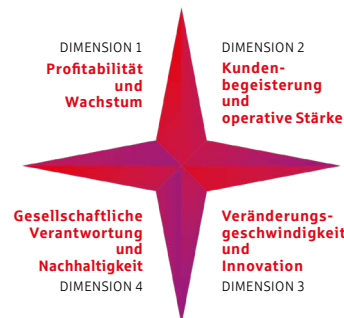 DIMENSION 1
Profitabilität
und
Wachstum
DIMENSION 2
Kunden-
begeisterung
und
operative Stärke
Gesellschaftliche
Verantwortung
und
Nachhaltigkeit
DIMENSION 4
Veränderungs-
geschwindigkeit
und
Innovation
DIMENSION 3